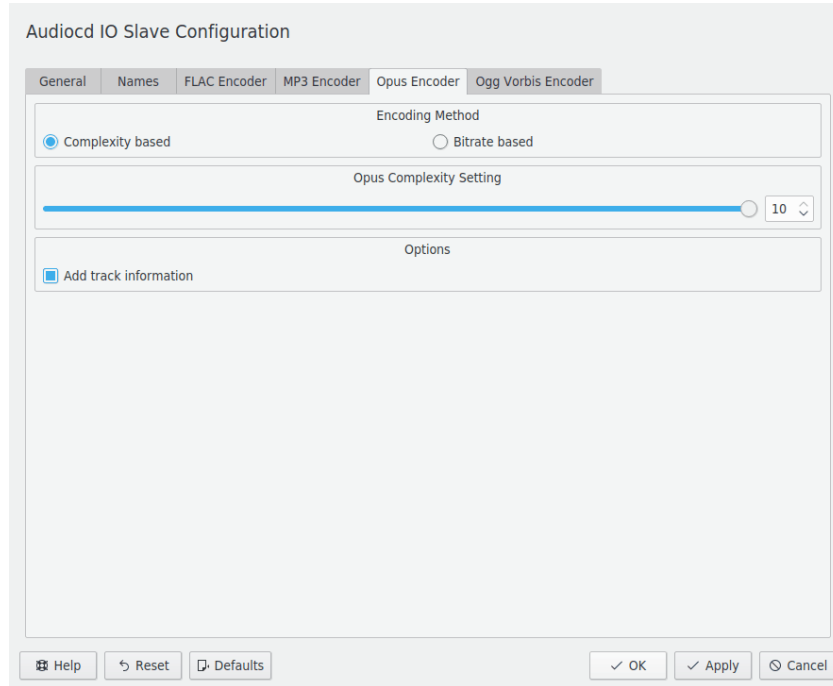 Audiocd IO Slave Configuration
General Names FLAC Encoder MP3 Encoder Opus Encoder Ogg Vorbis Encoder
Encoding Method
Complexity based Bitrate based
Opus Complexity Setting
10
Options
Add track information
Help Reset Defaults OK Apply Cancel